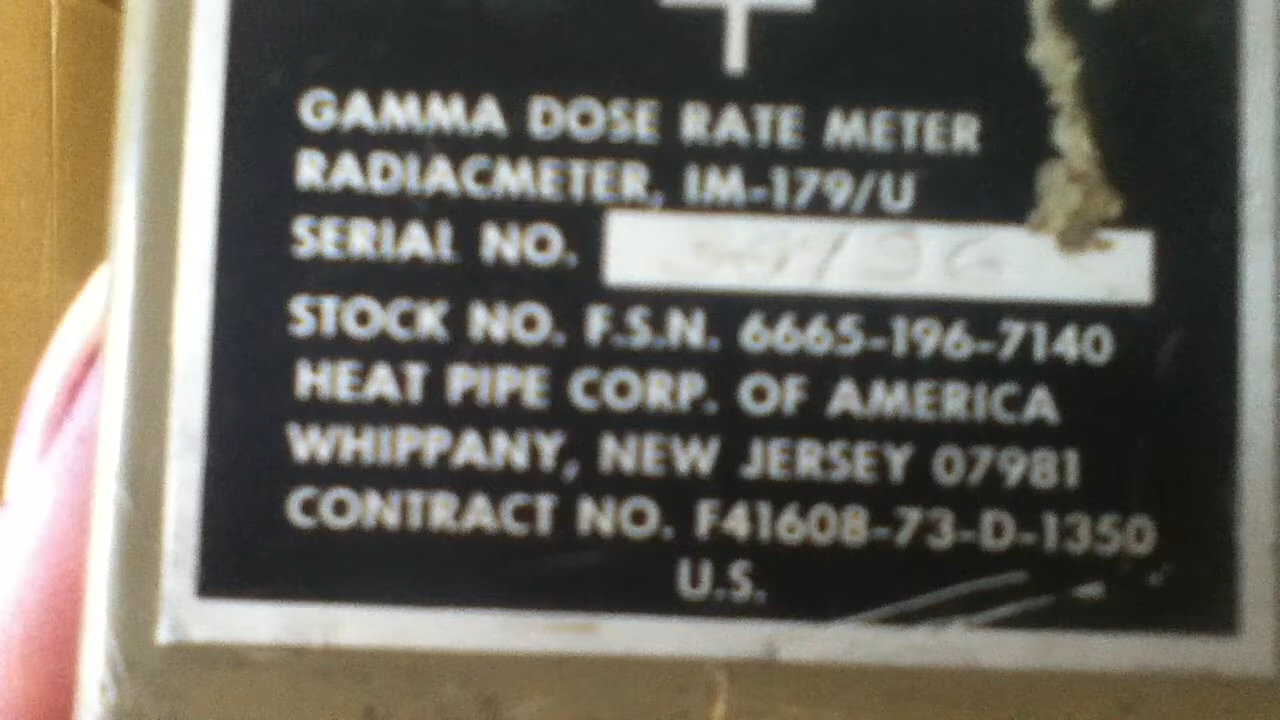 GAMMA DOSE RATE METER
RADIACMETER, IM-179/U
SERIAL NO.
STOCK NO. F.S.N. 6665-196-7140
HEAT PIPE CORP. OF AMERICA
WHIPPANY, NEW JERSEY 07981
CONTRACT NO. F41608-73-D-1350
U.S.